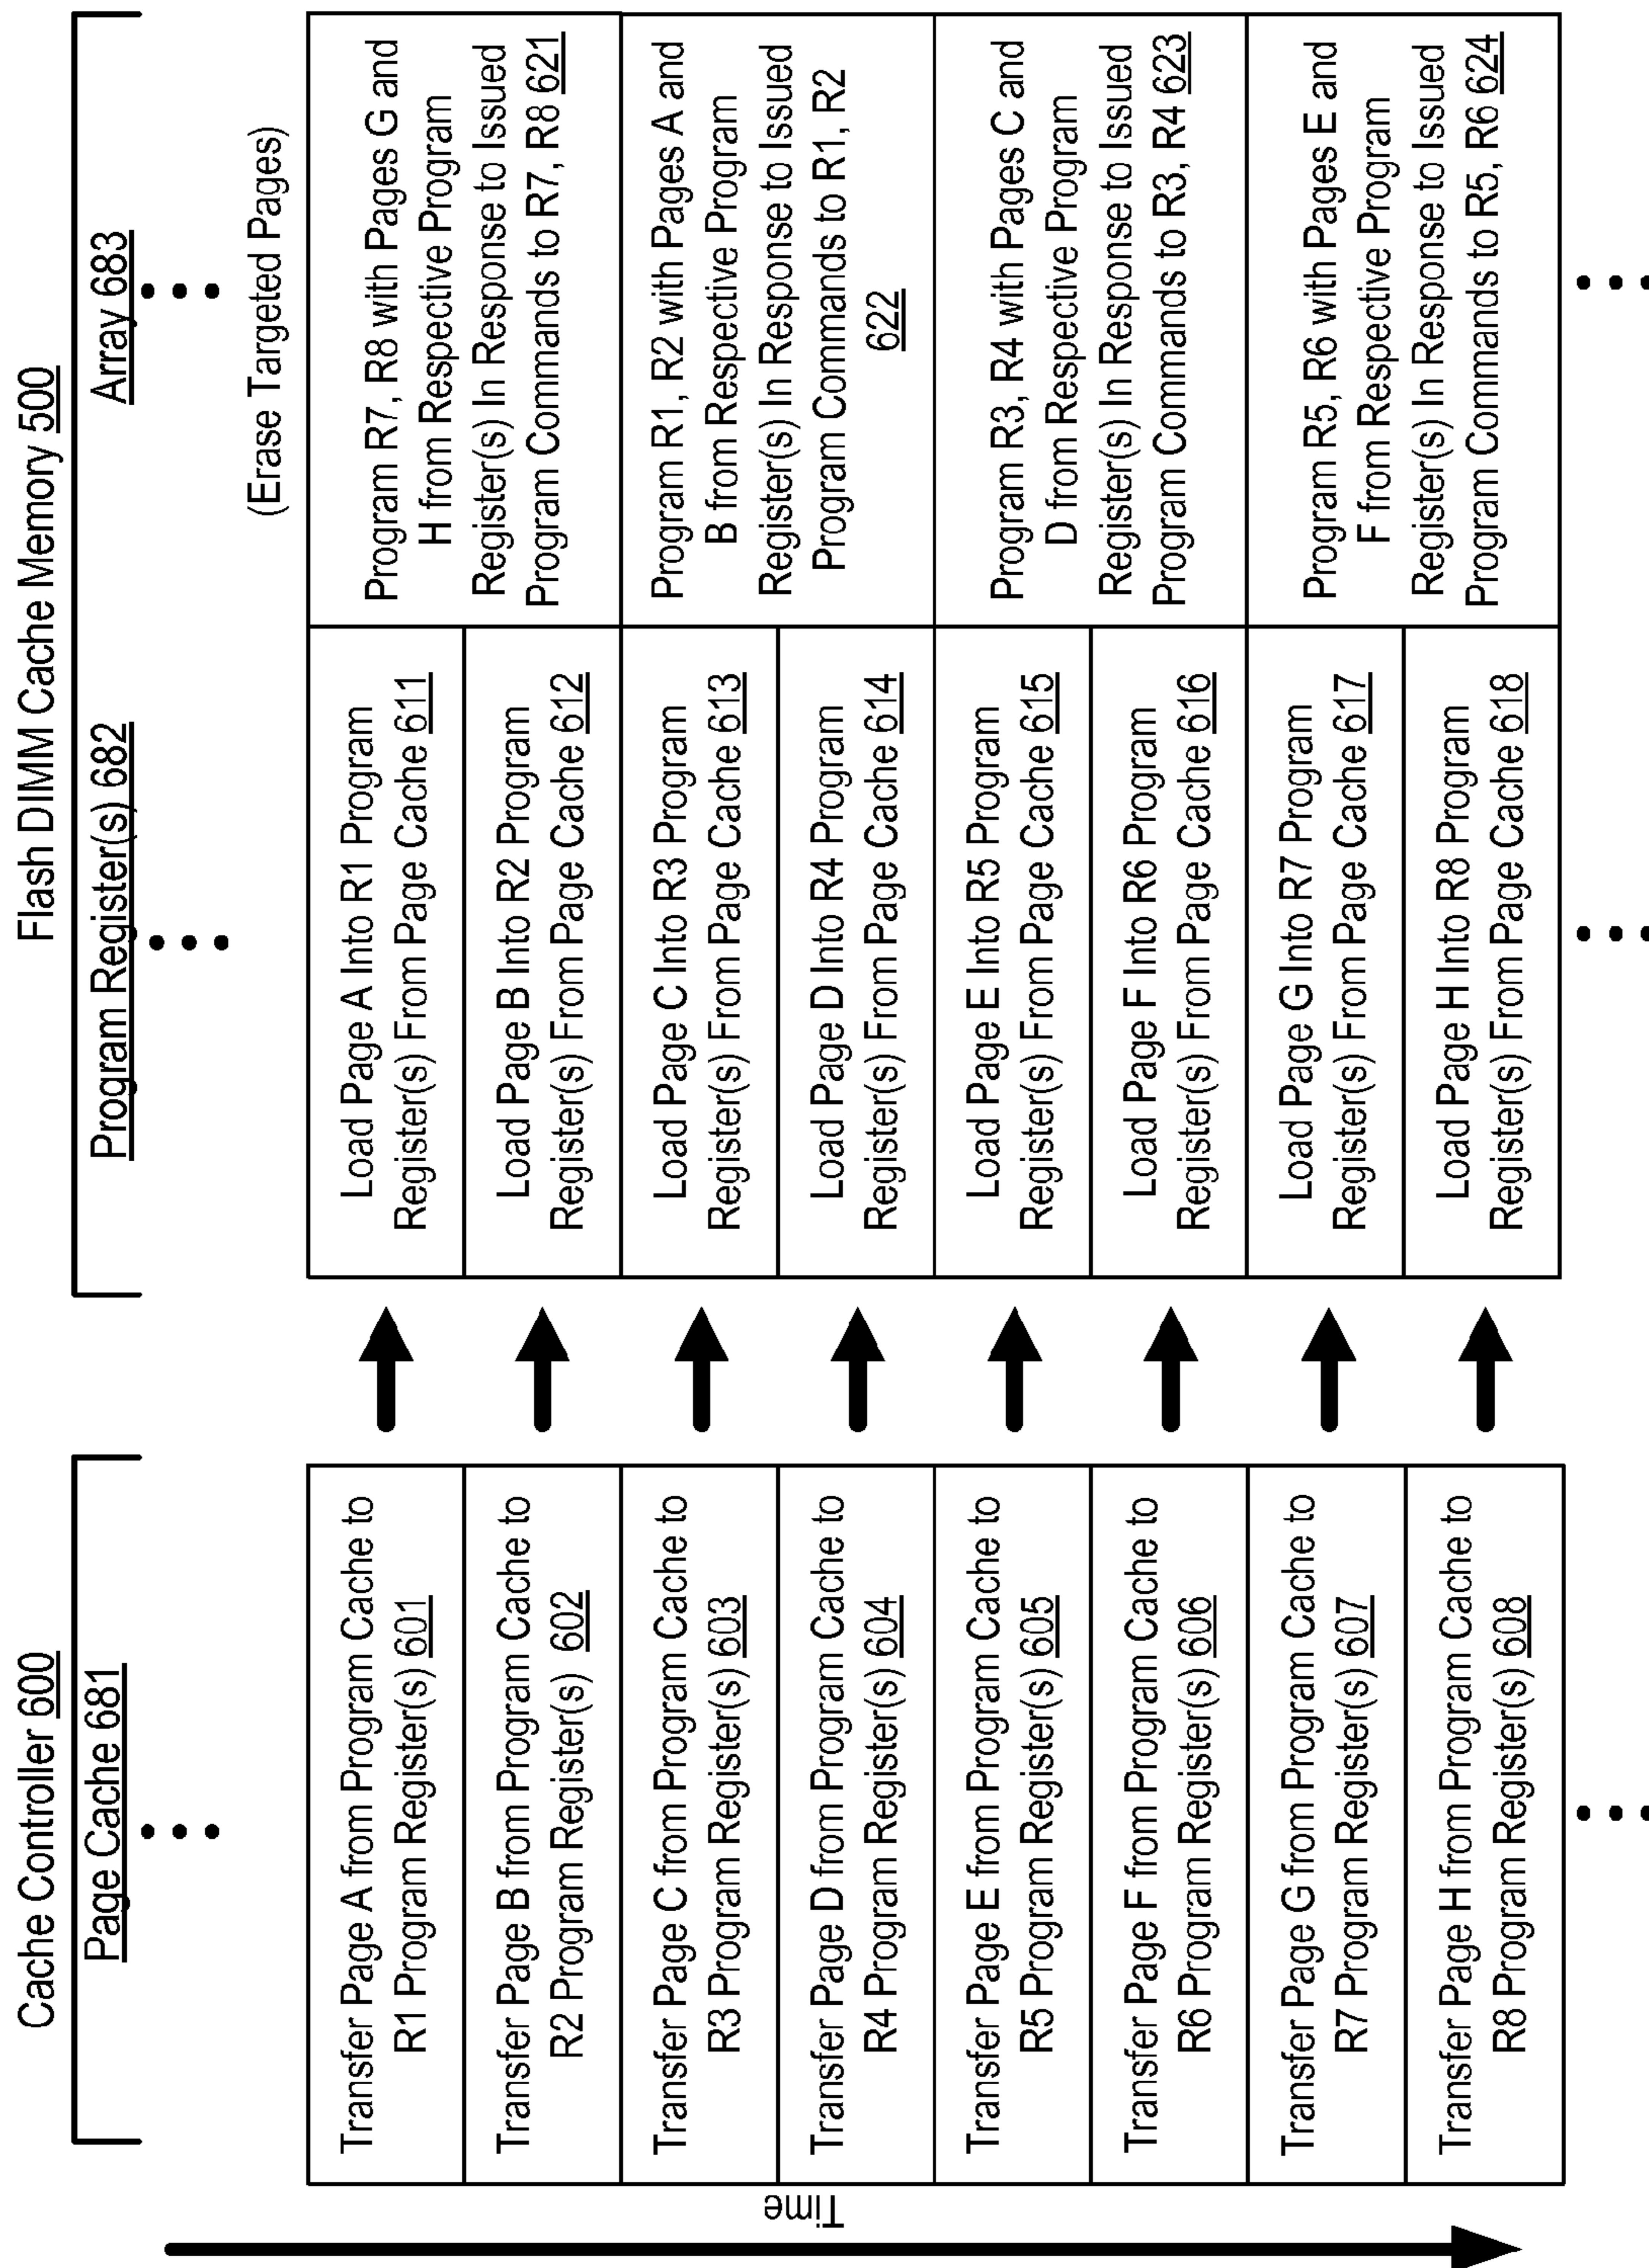 Cache Controller 600
Page Cache 681
Flash DIMM Cache Memory 500
Program Register(s) 682
Array 683
(Erase Targeted Pages)
Time
Transfer Page A from Program Cache to
R1 Program Register(s) 601
Transfer Page B from Program Cache to
R2 Program Register(s) 602
Transfer Page C from Program Cache to
R3 Program Register(s) 603
Transfer Page D from Program Cache to
R4 Program Register(s) 604
Transfer Page E from Program Cache to
R5 Program Register(s) 605
Transfer Page F from Program Cache to
R6 Program Register(s) 606
Transfer Page G from Program Cache to
R7 Program Register(s) 607
Transfer Page H from Program Cache to
R8 Program Register(s) 608
Load Page A Into R1 Program
Register(s) From Page Cache 611
Load Page B Into R2 Program
Register(s) From Page Cache 612
Load Page C Into R3 Program
Register(s) From Page Cache 613
Load Page D Into R4 Program
Register(s) From Page Cache 614
Load Page E Into R5 Program
Register(s) From Page Cache 615
Load Page F Into R6 Program
Register(s) From Page Cache 616
Load Page G Into R7 Program
Register(s) From Page Cache 617
Load Page H Into R8 Program
Register(s) From Page Cache 618
Program R7, R8 with Pages G and
H from Respective Program
Register(s) In Response to Issued
Program Commands to R7, R8 621
Program R1, R2 with Pages A and
B from Respective Program
Register(s) In Response to Issued
Program Commands to R1, R2
622
Program R3, R4 with Pages C and
D from Respective Program
Register(s) In Response to Issued
Program Commands to R3, R4 623
Program R5, R6 with Pages E and
F from Respective Program
Register(s) In Response to Issued
Program Commands to R5, R6 624